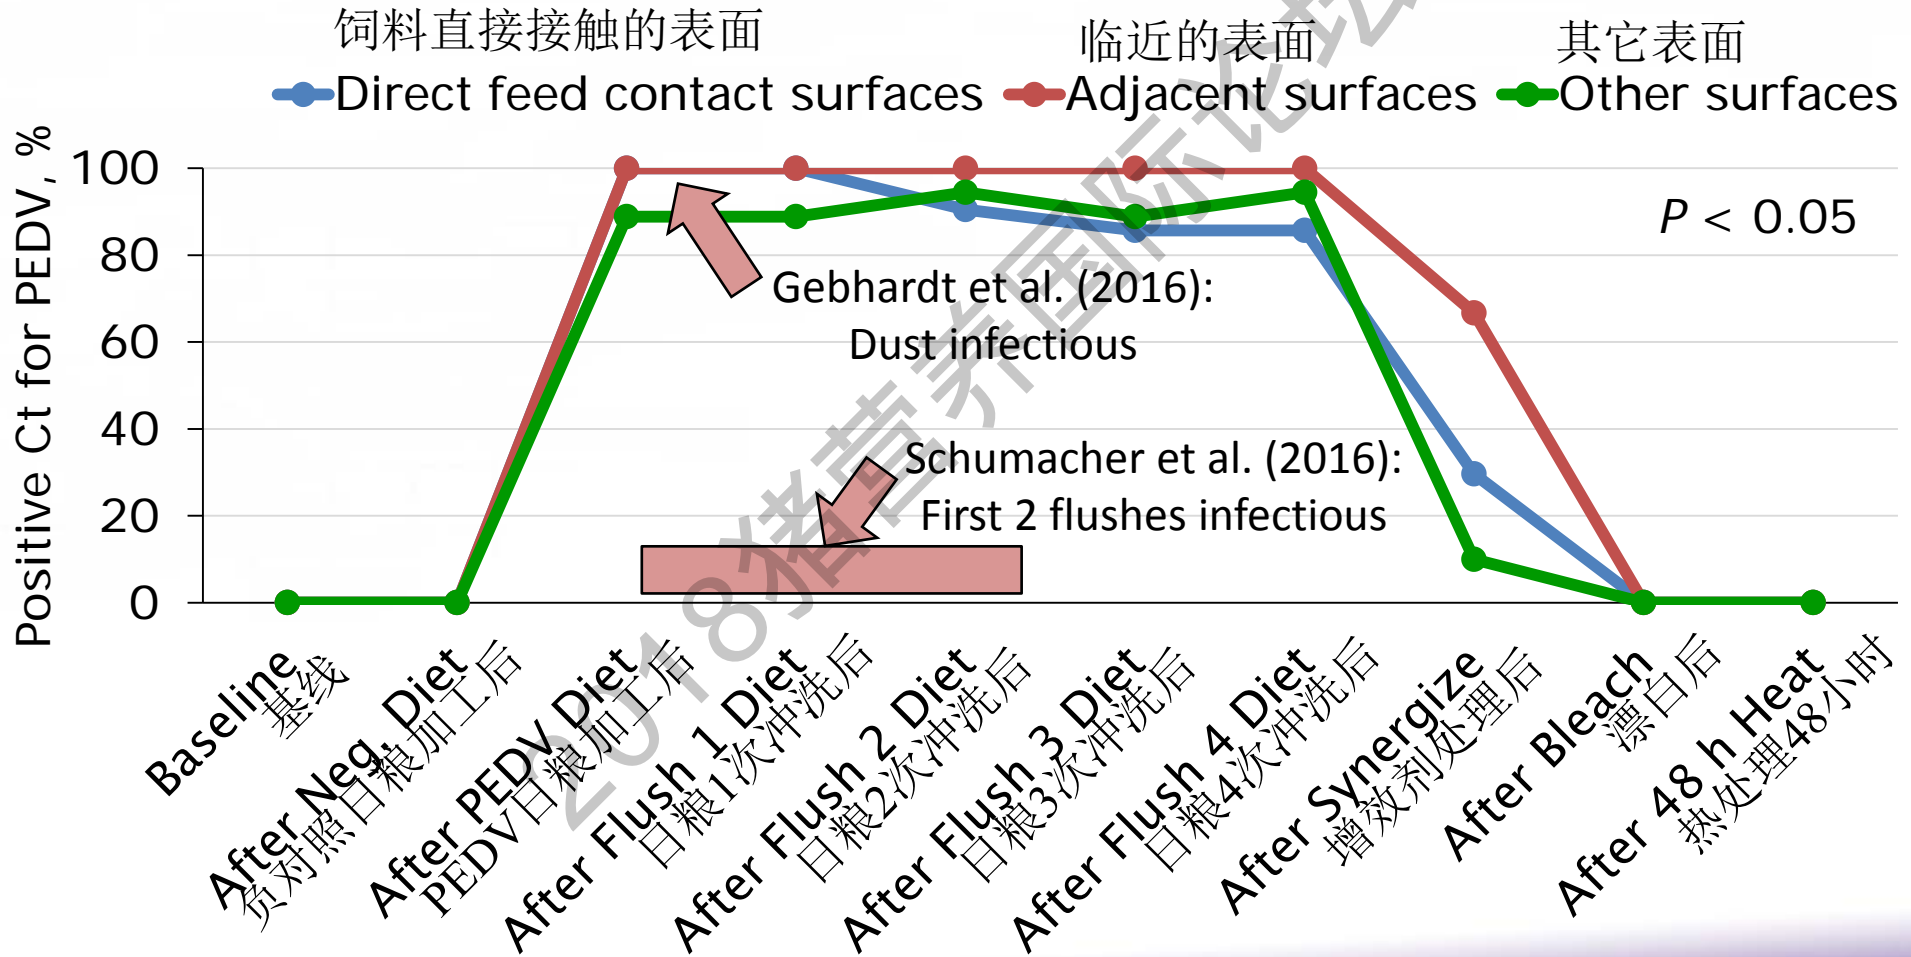 饲料直接接触的表面
临近的表面
其它表面
Direct feed contact surfaces
Adjacent surfaces
Other surfaces
Positive Ct for PEDV, %
100
80
60
40
20
0
P < 0.05
Gebhardt et al. (2016):
Dust infectious
Schumacher et al. (2016):
First 2 flushes infectious
Baseline
基线
After Neg. Diet
负对照日粮加工后
After PEDV Diet
PEDV日粮加工后
After Flush 1 Diet
日粮1次冲洗后
After Flush 2 Diet
日粮2次冲洗后
After Flush 3 Diet
日粮3次冲洗后
After Flush 4 Diet
日粮4次冲洗后
After Synergize
增效剂处理后
After Bleach
漂白后
After 48 h Heat
热处理48小时
2018猪营养国际论坛